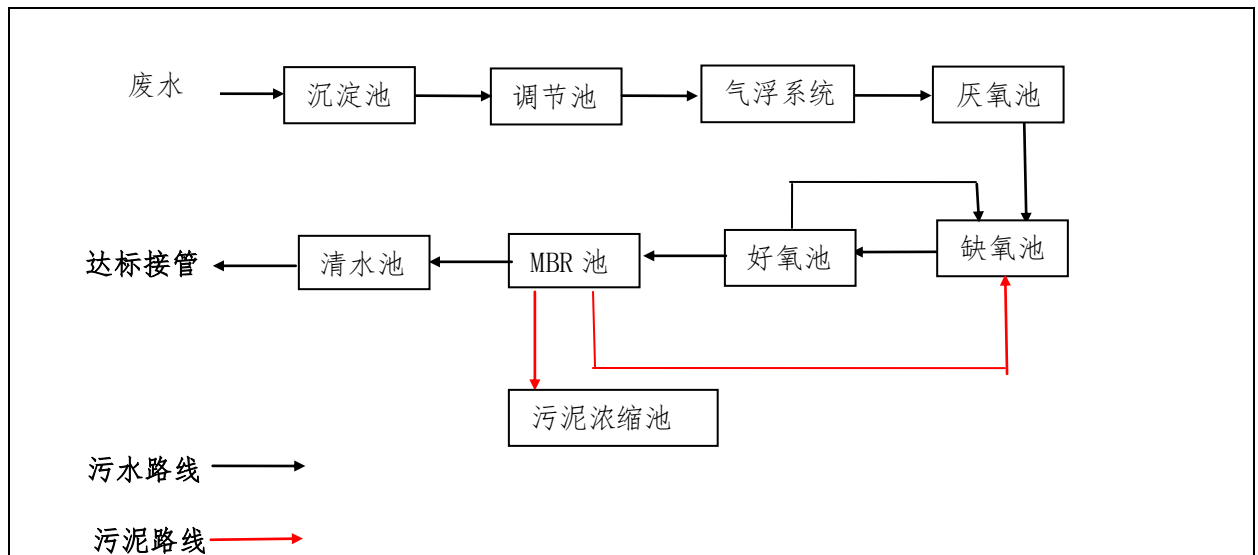 废水
沉淀池
调节池
气浮系统
厌氧池
达标接管
清水池
MBR 池
好氧池
缺氧池
污泥浓缩池
污水路线
污泥路线